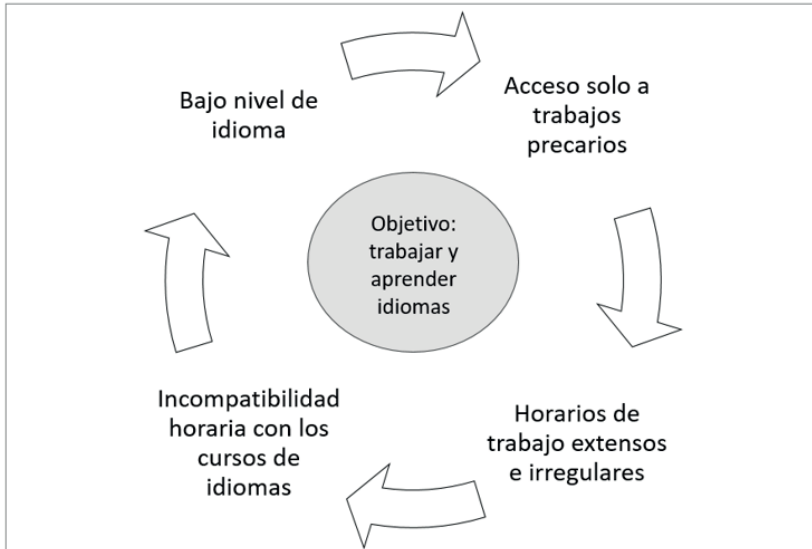 Bajo nivel de
idioma
Acceso solo a
trabajos
precarios
Objetivo:
trabajar y
aprender
idiomas
Horarios de
trabajo extensos
e irregulares
Incompatibilidad
horaria con los
cursos de
idiomas